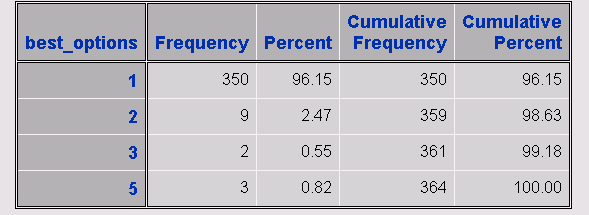 best_options Frequency Percent Cumulative Frequency Cumulative Percent
1 350 96.15 350 96.15
2 9 2.47 359 98.63
3 2 0.55 361 99.18
5 3 0.82 364 100.00